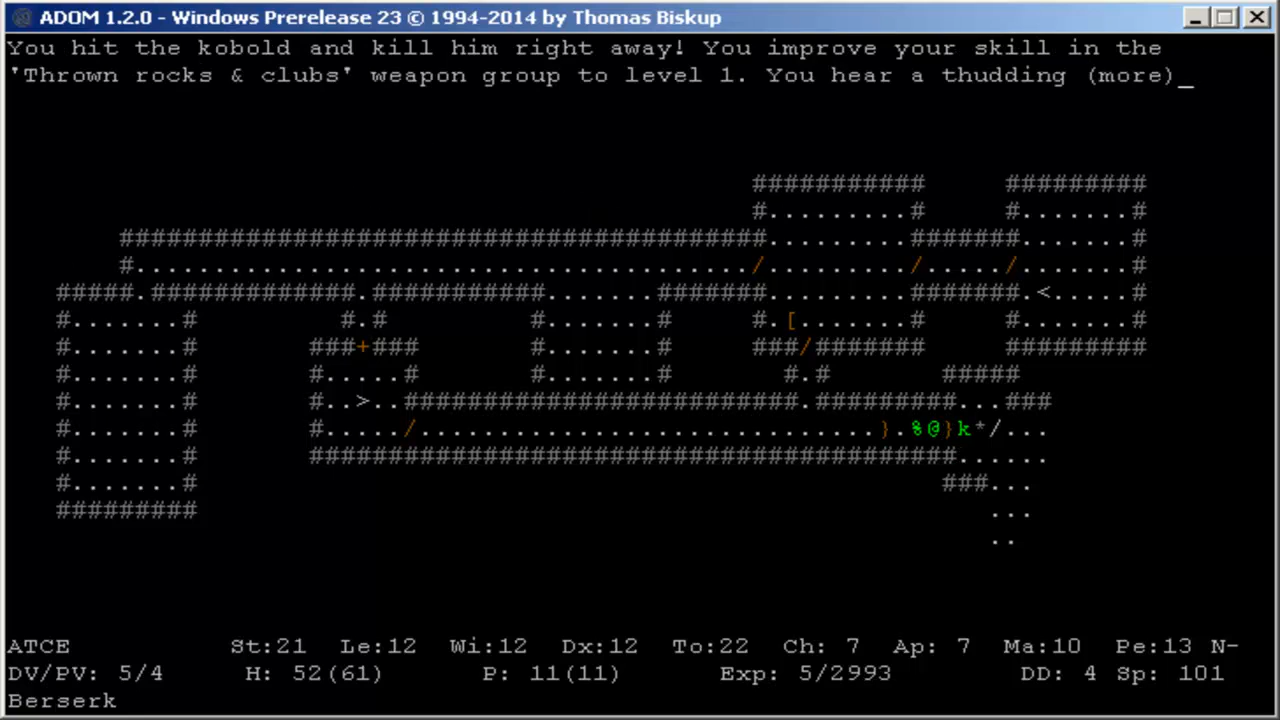 ADOM 1.2.0 - Windows Prerelease 23 © 1994-2014 by Thomas Biskup
You hit the kobold and kill him right away! You improve your skill in the
'Thrown rocks & clubs' weapon group to level 1. You hear a thudding (more)_
########### #########
#.........# #.......#
#########################################.........#######.......#
#......................................./........./...../.......#
#####.#############.###########.......#######.........#######.<.....#
#.......# #.# #.......# #.[.......# #.......#
#.......# ###+### #.......# ###/####### #########
#.......# #.....# #.......# #.# #####
#.......# #..>..#########################.#########...###
#.......# #...../.............................}.%@}k*/...
#.......# #########################################......
#.......# ###...
######### ...
..
ATCE St:21 Le:12 Wi:12 Dx:12 To:22 Ch: 7 Ap: 7 Ma:10 Pe:13 N-
DV/PV: 5/4 H: 52(61) P: 11(11) Exp: 5/2993 DD: 4 Sp: 101
Berserk